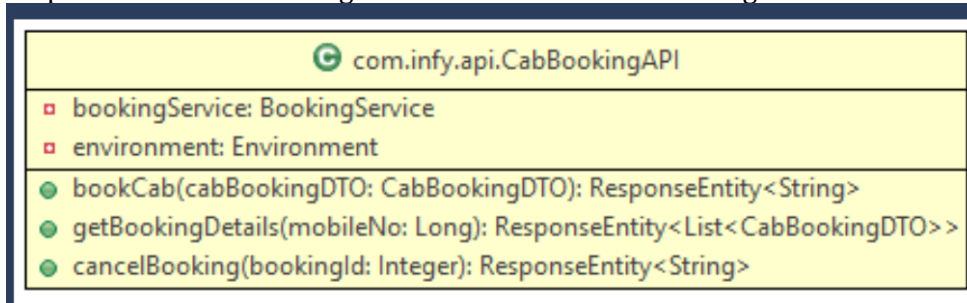 C com.infy.api.CabBookingAPI
bookingService: BookingService
environment: Environment
bookCab(cabBookingDTO: CabBookingDTO): ResponseEntity<String>
getBookingDetails(mobileNo: Long): ResponseEntity<List<CabBookingDTO>>
cancelBooking(bookingId: Integer): ResponseEntity<String>